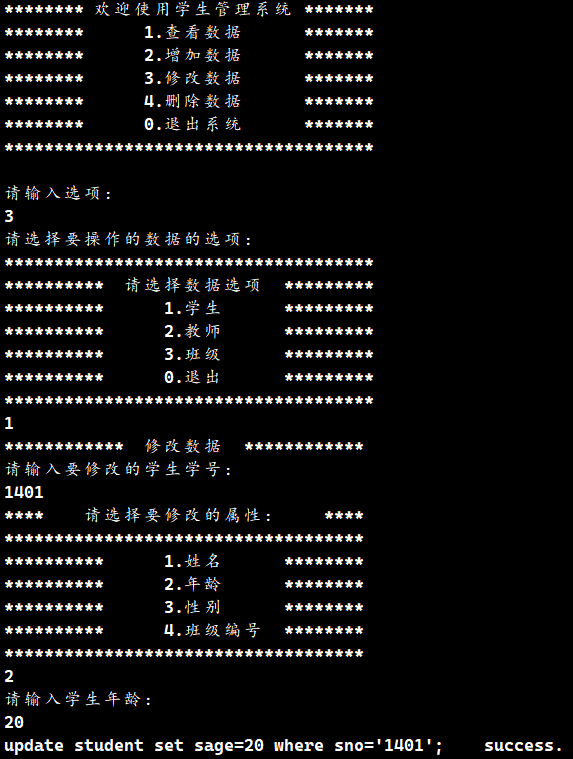 ******** 欢迎使用学生管理系统 *******
******** 1.查看数据 *******
******** 2.增加数据 *******
******** 3.修改数据 *******
******** 4.删除数据 *******
******** 0.退出系统 *******
*************************************
请输入选项:
3
请选择要操作的数据的选项:
*************************************
********** 请选择数据选项 *********
********** 1.学生 *********
********** 2.教师 *********
********** 3.班级 *********
********** 0.退出 *********
*************************************
1
************ 修改数据 ************
请输入要修改的学生学号:
1401
**** 请选择要修改的属性: ****
************************************
********** 1.姓名 ********
********** 2.年龄 ********
********** 3.性别 ********
********** 4.班级编号 ********
************************************
2
请输入学生年龄:
20
update student set sage=20 where sno='1401'; success.